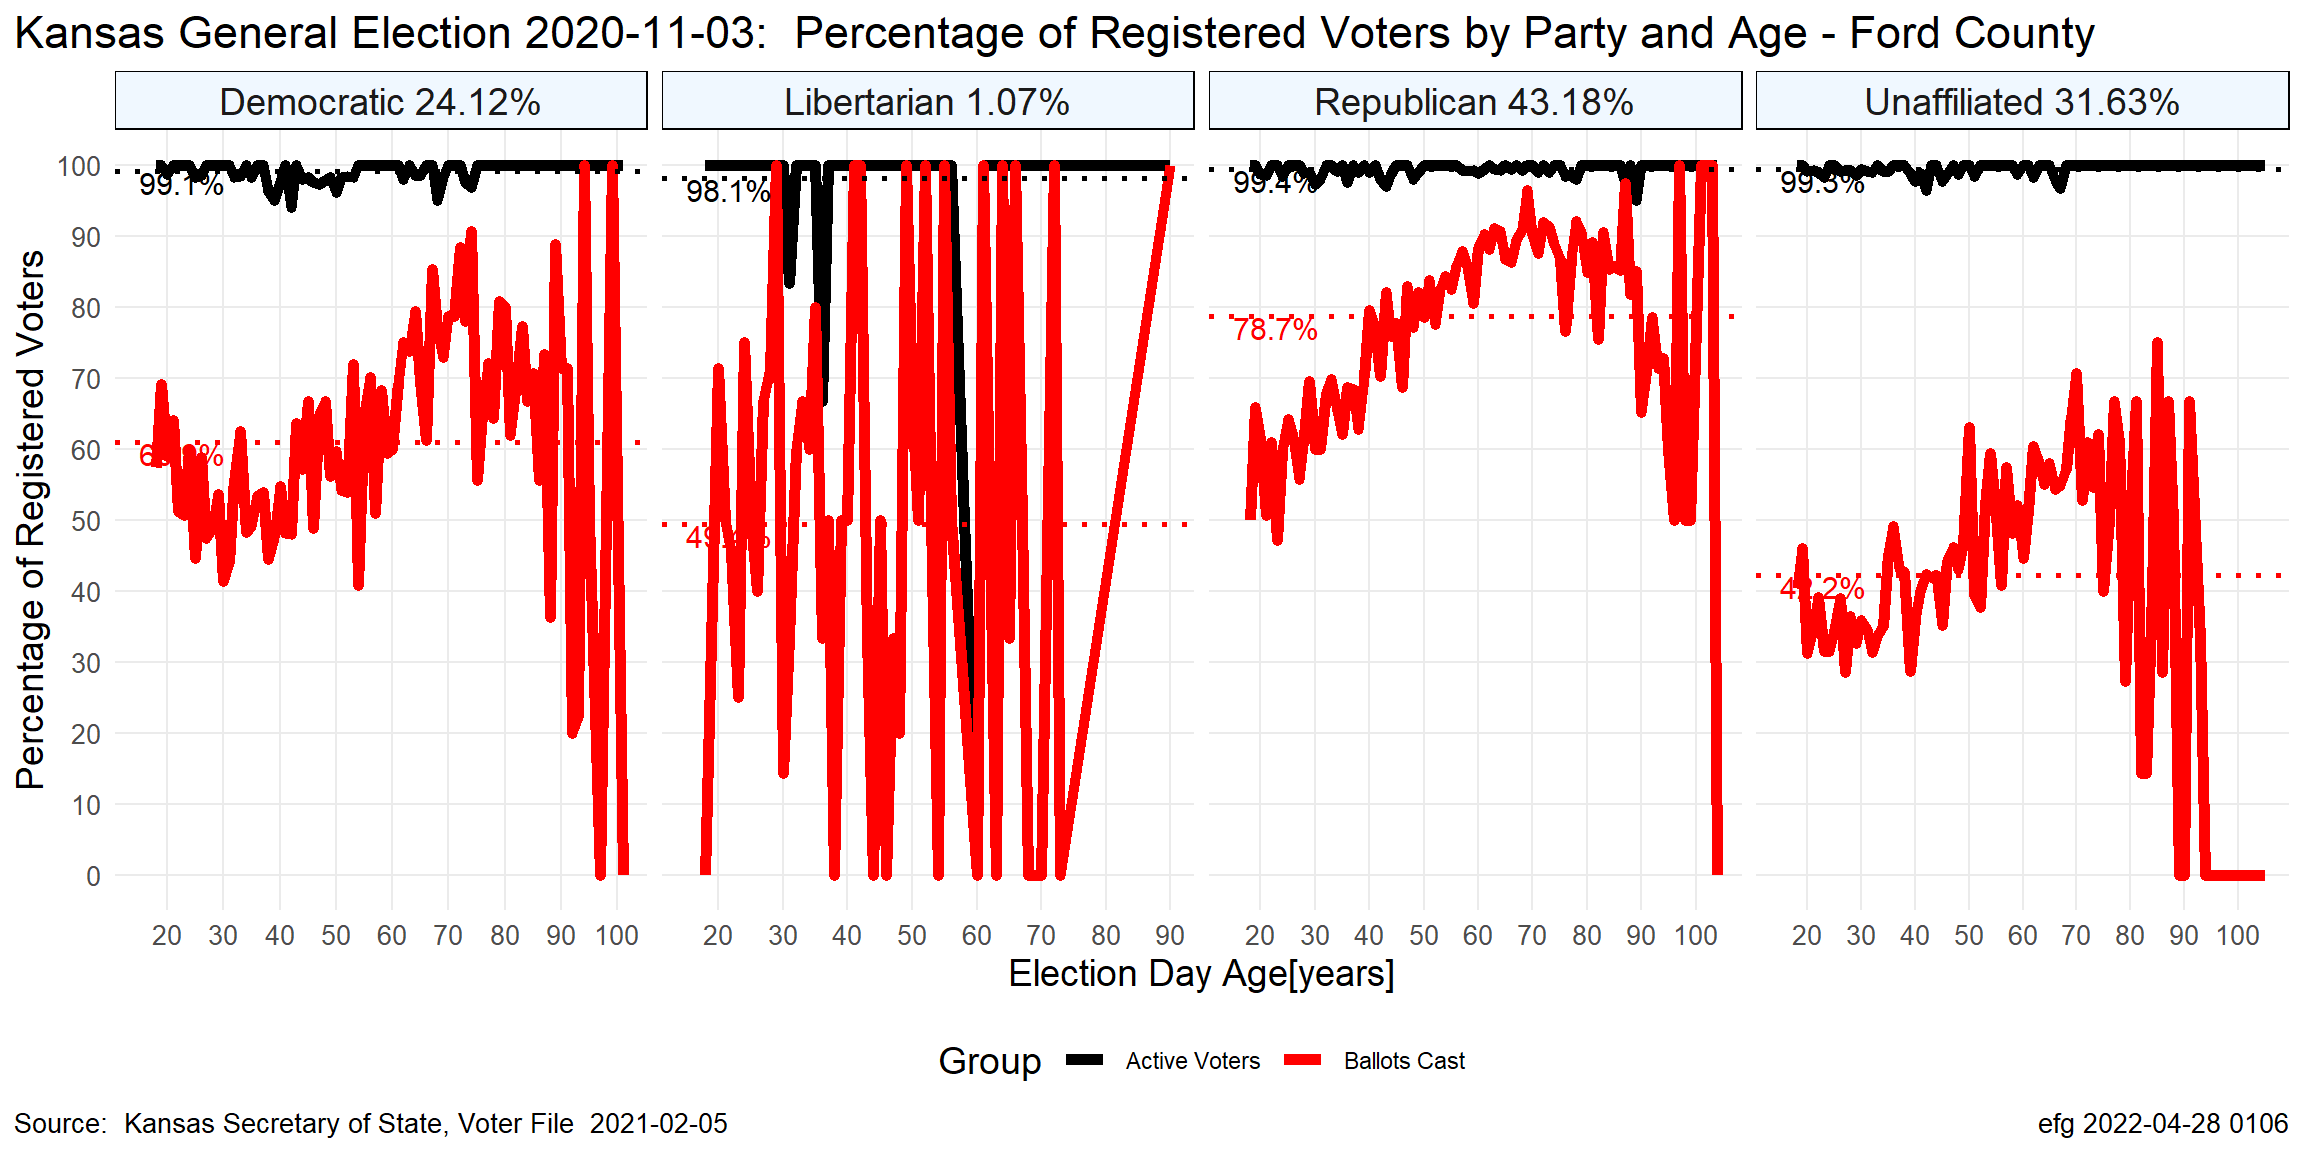 Kansas General Election 2020-11-03:  Percentage of Registered Voters by Party and Age - Ford County
Democratic 24.12%
Libertarian 1.07%
Republican 43.18%
Unaffiliated 31.63%
Percentage of Registered Voters
100
90
80
70
60
50
40
30
20
10
0
99.1%
98.1%
99.4%
99.3%
78.7%
42.2%
20 30 40 50 60 70 80 90 100
20 30 40 50 60 70 80 90
20 30 40 50 60 70 80 90 100
20 30 40 50 60 70 80 90 100
Election Day Age[years]
Group Active Voters Ballots Cast
Source:  Kansas Secretary of State, Voter File  2021-02-05
efg 2022-04-28 0106